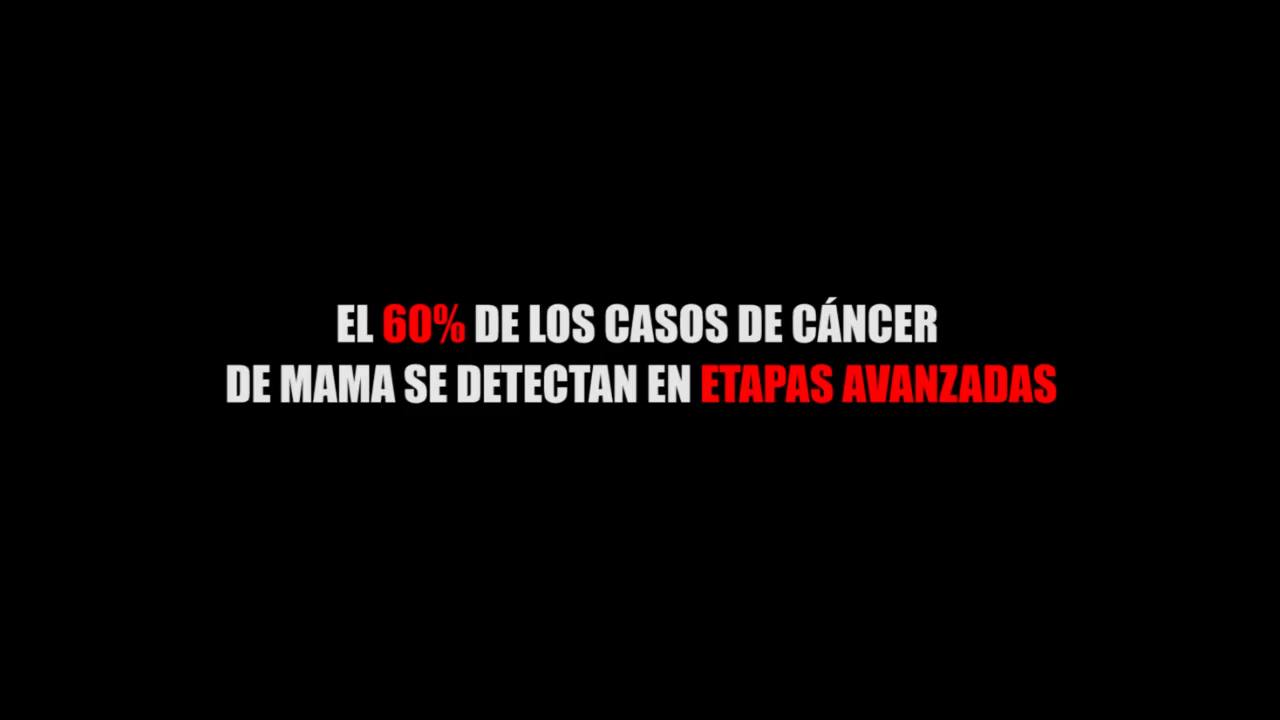 EL 60% DE LOS CASOS DE CÁNCER
DE MAMA SE DETECTAN EN ETAPAS AVANZADAS